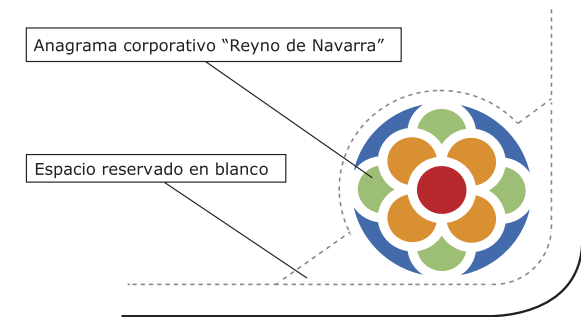 Anagrama corporativo “Reyno de Navarra”
Espacio reservado en blanco